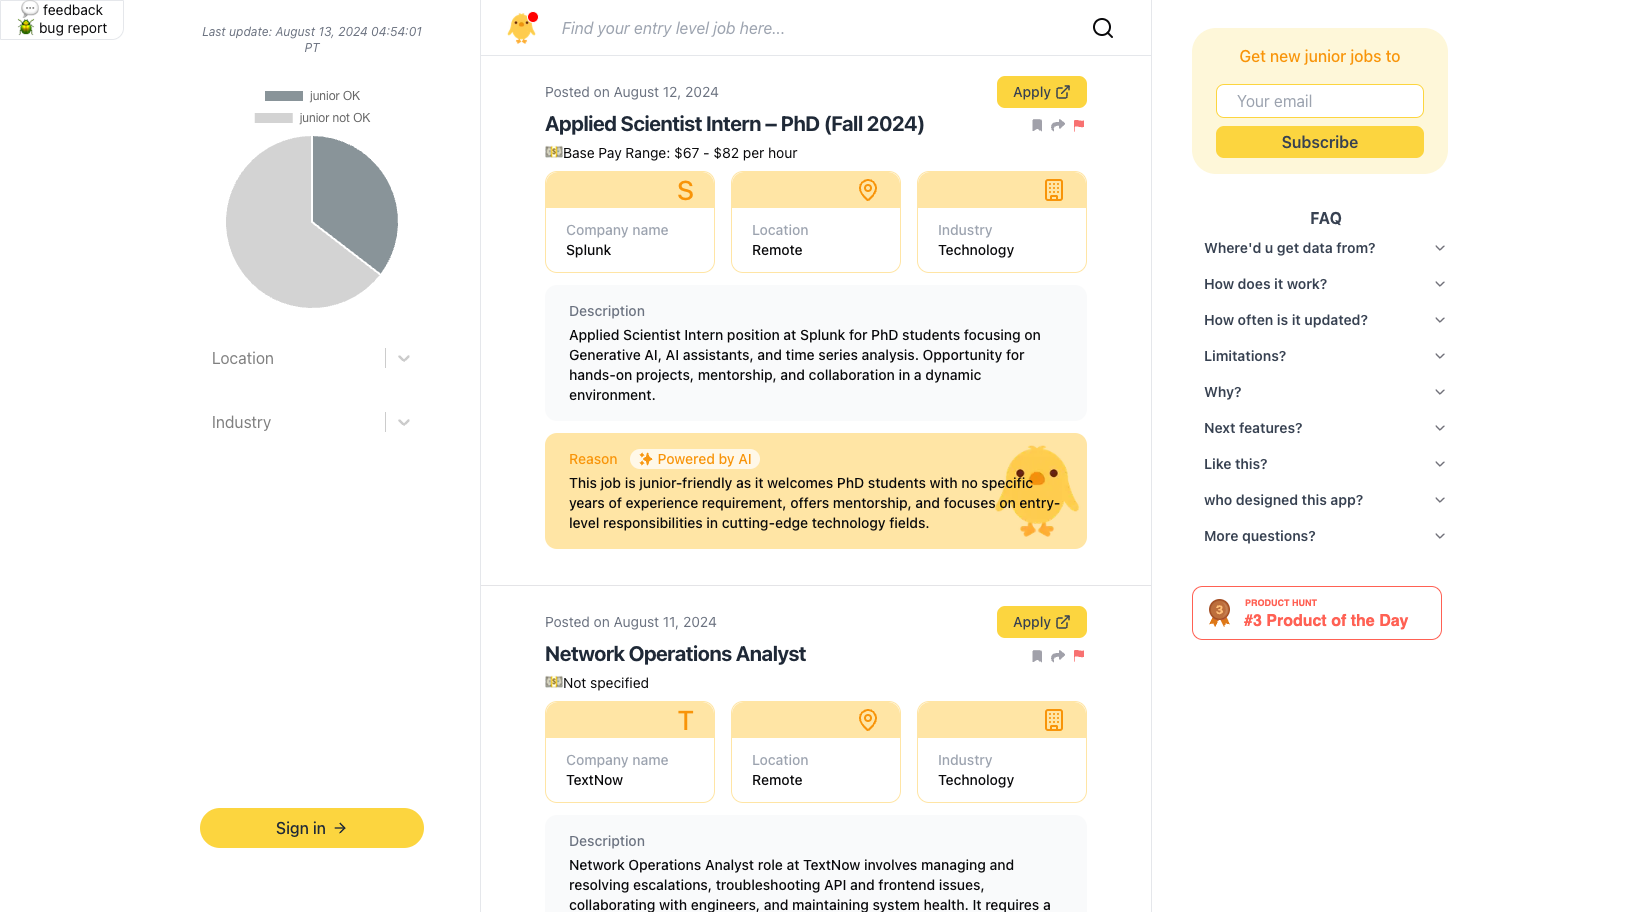 feedback
bug report
Last update: August 13, 2024 04:54:01
PT
junior OK
junior not OK
Location
Industry
Sign in
Find your entry level job here...
Posted on August 12, 2024
Apply
Applied Scientist Intern – PhD (Fall 2024)
Base Pay Range: $67 - $82 per hour
S
Company name
Splunk
Location
Remote
Industry
Technology
Description
Applied Scientist Intern position at Splunk for PhD students focusing on
Generative AI, AI assistants, and time series analysis. Opportunity for
hands-on projects, mentorship, and collaboration in a dynamic
environment.
Reason Powered by AI
This job is junior-friendly as it welcomes PhD students with no specific
years of experience requirement, offers mentorship, and focuses on entry-
level responsibilities in cutting-edge technology fields.
Posted on August 11, 2024
Apply
Network Operations Analyst
Not specified
T
Company name
TextNow
Location
Remote
Industry
Technology
Description
Network Operations Analyst role at TextNow involves managing and
resolving escalations, troubleshooting API and frontend issues,
collaborating with engineers, and maintaining system health. It requires a
Get new junior jobs to
Your email
Subscribe
FAQ
Where'd u get data from?
How does it work?
How often is it updated?
Limitations?
Why?
Next features?
Like this?
who designed this app?
More questions?
3
PRODUCT HUNT
#3 Product of the Day